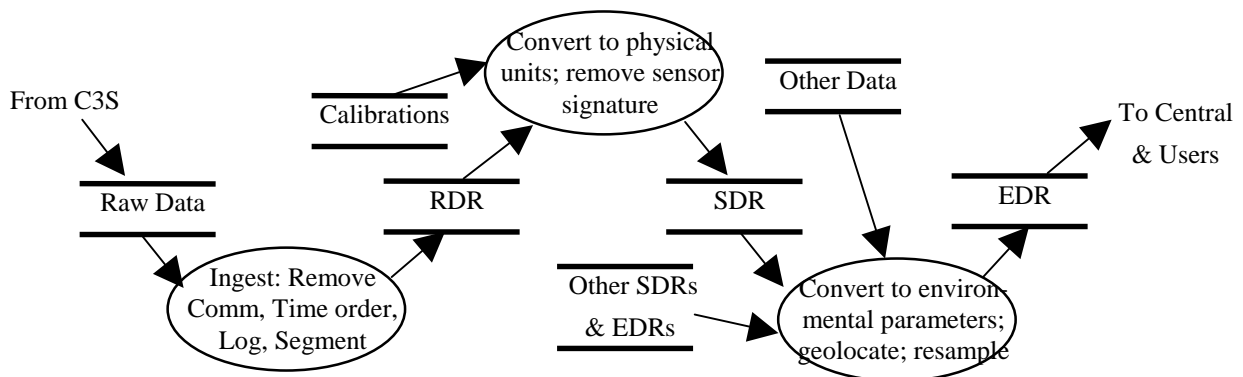 From C3S
Raw Data
Ingest: Remove
Comm, Time order,
Log, Segment
Calibrations
RDR
Convert to physical
units; remove sensor
signature
SDR
Other Data
Other SDRs
& EDRs
Convert to environ-
mental parameters;
geolocate; resample
EDR
To Central
& Users